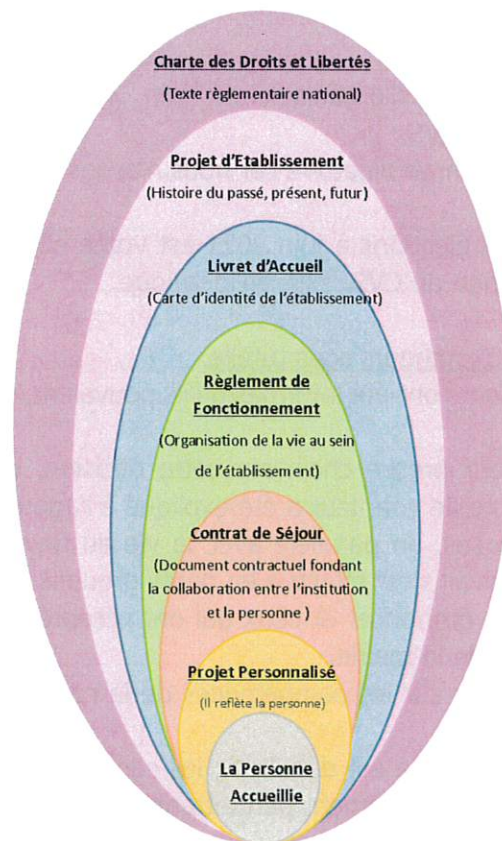 Charte des Droits et Libertés
(Texte règlementaire national)
Projet d'Etablissement
(Histoire du passé, présent, futur)
Livret d'Accueil
(Carte d'identité de l'établissement)
Règlement de
Fonctionnement
(Organisation de la vie au sein
de l'établissement)
Contrat de Séjour
(Document contractuel fondant
la collaboration entre l'institution
et la personne )
Projet Personnalisé
(Il reflète la personne)
La Personne
Accueillie